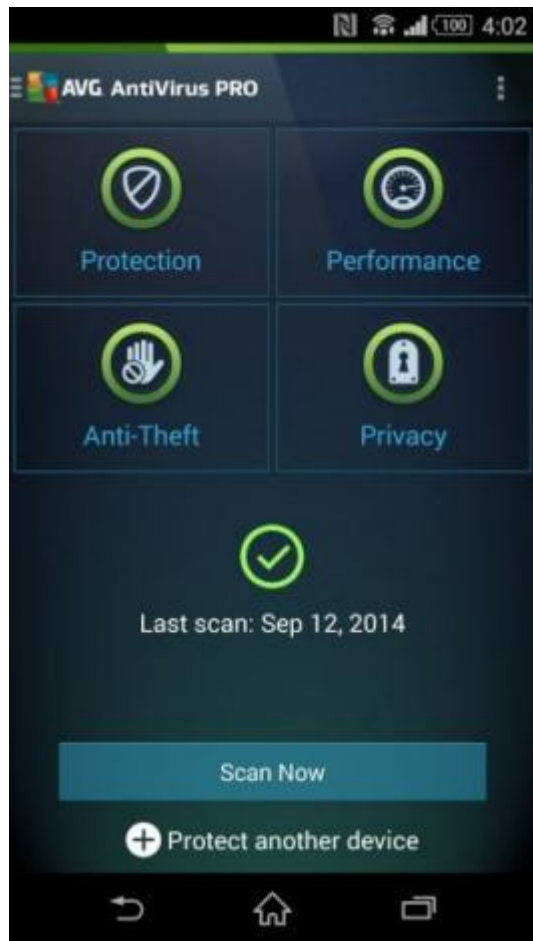 100 4:02
AVG AntiVirus PRO
Protection Performance
Anti-Theft Privacy
Last scan: Sep 12, 2014
Scan Now
Protect another device